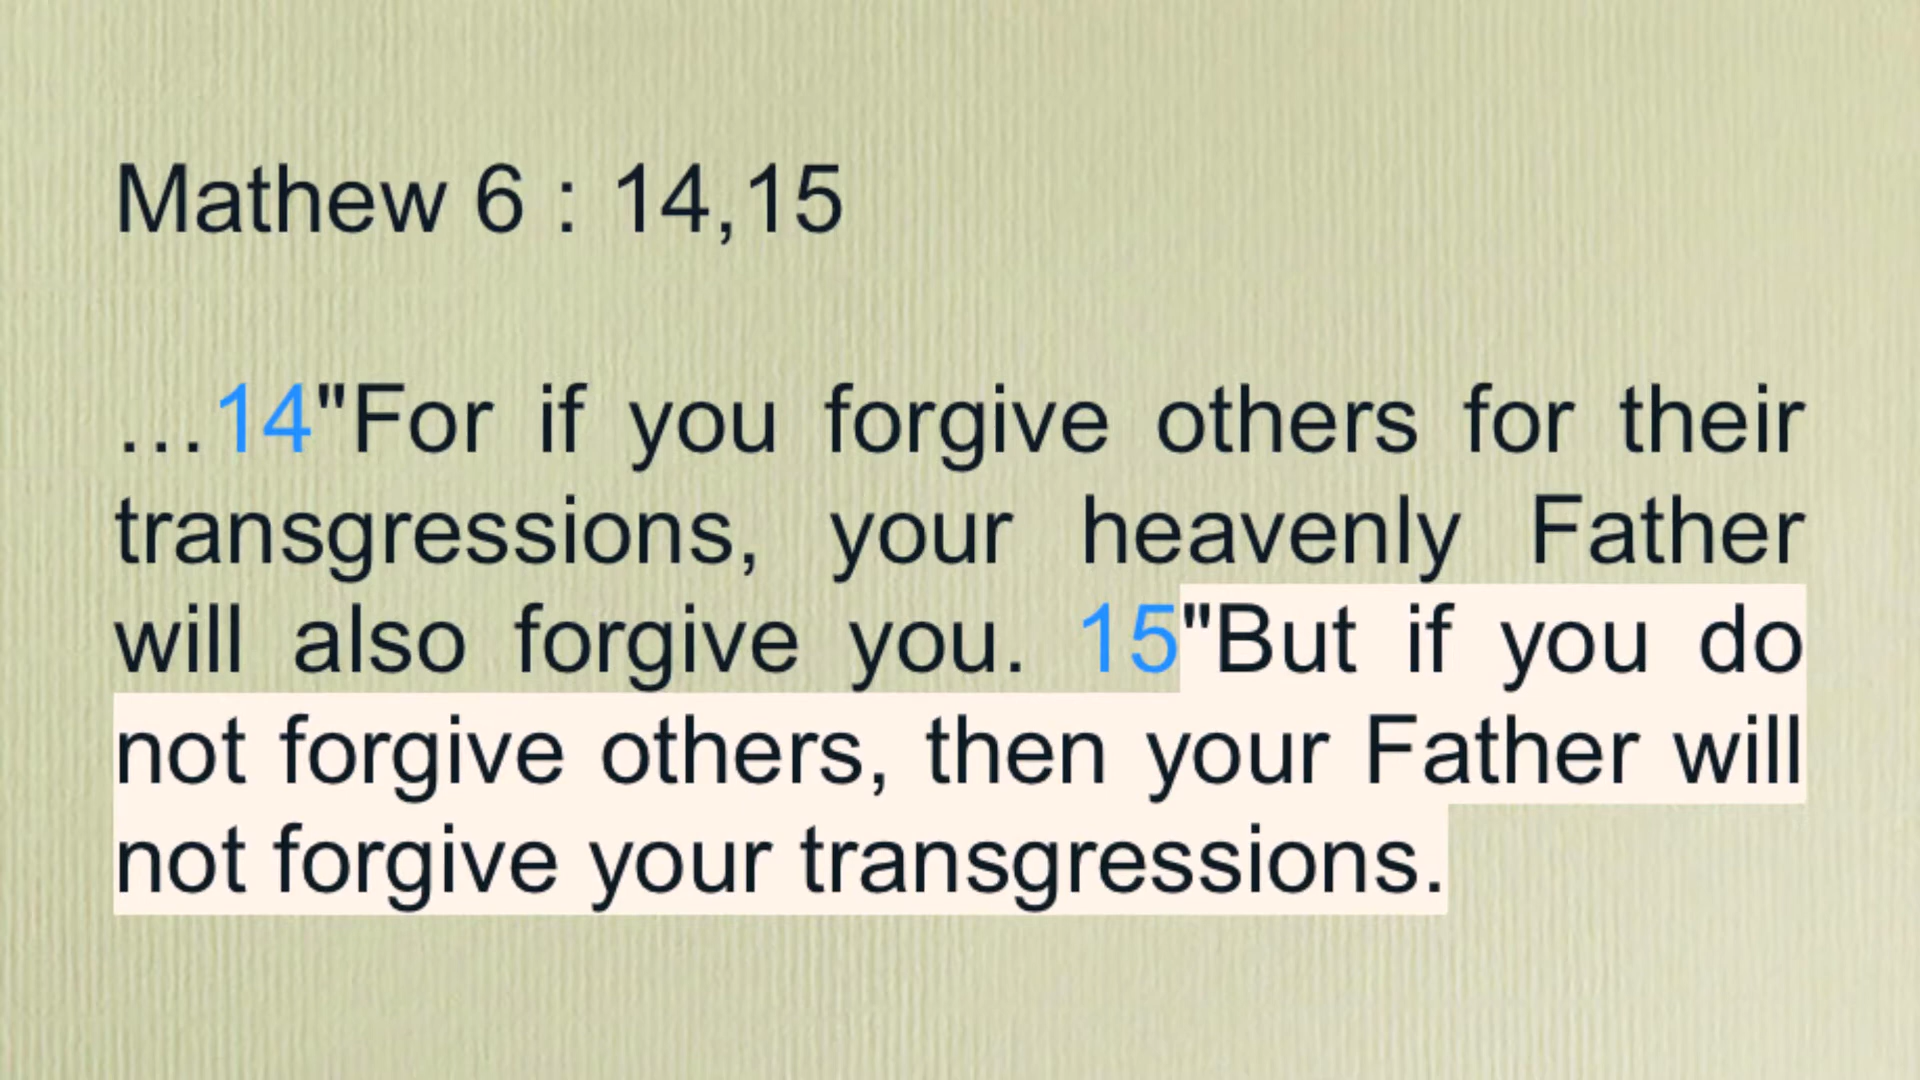 Mathew 6 : 14,15
…14"For if you forgive others for their
transgressions, your heavenly Father
will also forgive you. 15"But if you do
not forgive others, then your Father will
not forgive your transgressions.